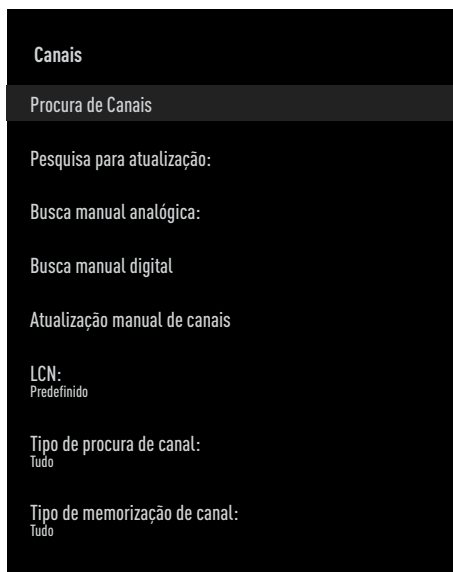 Canais
Procura de Canais
Pesquisa para atualização:
Busca manual analógica:
Busca manual digital
Atualização manual de canais
LCN:
Predefinido
Tipo de procura de canal:
Tudo
Tipo de memorização de canal:
Tudo